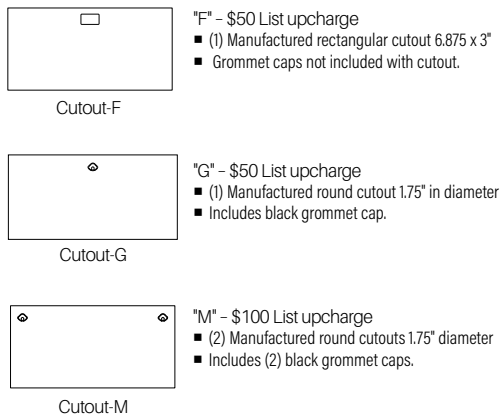 "F" – $50 List upcharge
■ (1) Manufactured rectangular cutout 6.875 x 3"
■ Grommet caps not included with cutout.
Cutout-F
"G" – $50 List upcharge
■ (1) Manufactured round cutout 1.75" in diameter
■ Includes black grommet cap.
Cutout-G
"M" – $100 List upcharge
■ (2) Manufactured round cutouts 1.75" diameter
■ Includes (2) black grommet caps.
Cutout-M